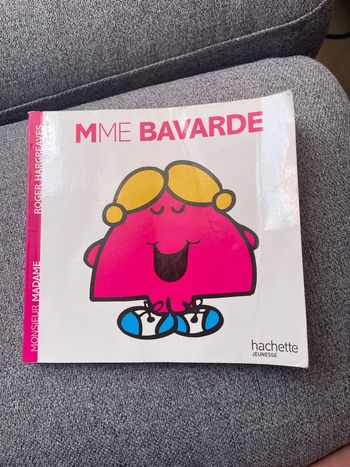 MME BAVARDE
MONSIEUR MADAME ROGER HARGREAVES
hachette
JEUNESSE